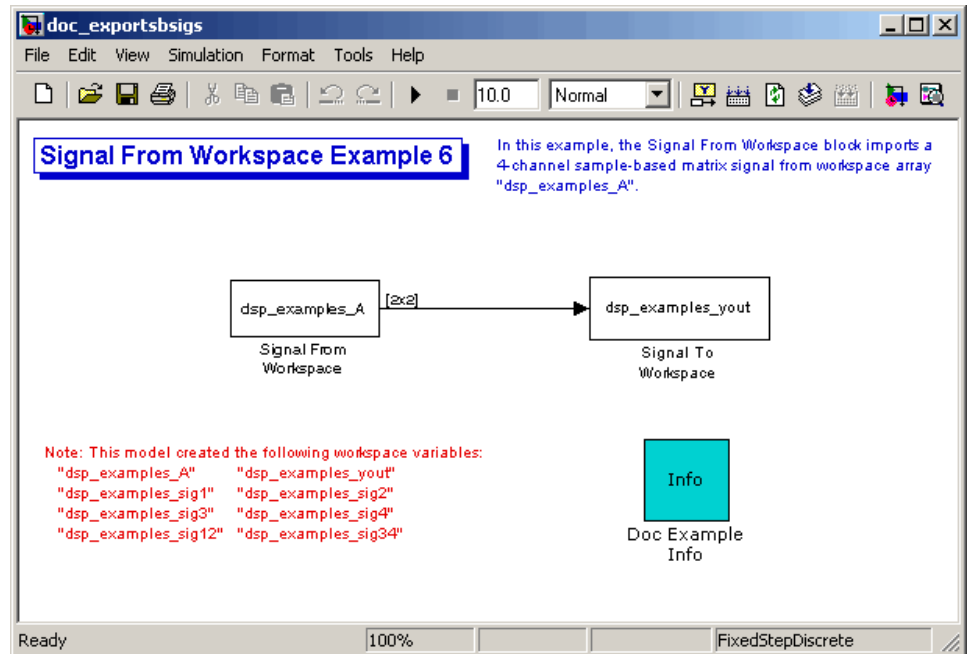 doc_exportsbsigs
File Edit View Simulation Format Tools Help
10.0 Normal
Signal From Workspace Example 6
In this example, the Signal From Workspace block imports a
4-channel sample-based matrix signal from workspace array
"dsp_examples_A".
dsp_examples_A
[2x2]
dsp_examples_yout
Signal From
Workspace
Signal To
Workspace
Note: This model created the following workspace variables:
"dsp_examples_A" "dsp_examples_yout"
"dsp_examples_sig1" "dsp_examples_sig2"
"dsp_examples_sig3" "dsp_examples_sig4"
"dsp_examples_sig12" "dsp_examples_sig34"
Info
Doc Example
Info
Ready 100% FixedStepDiscrete